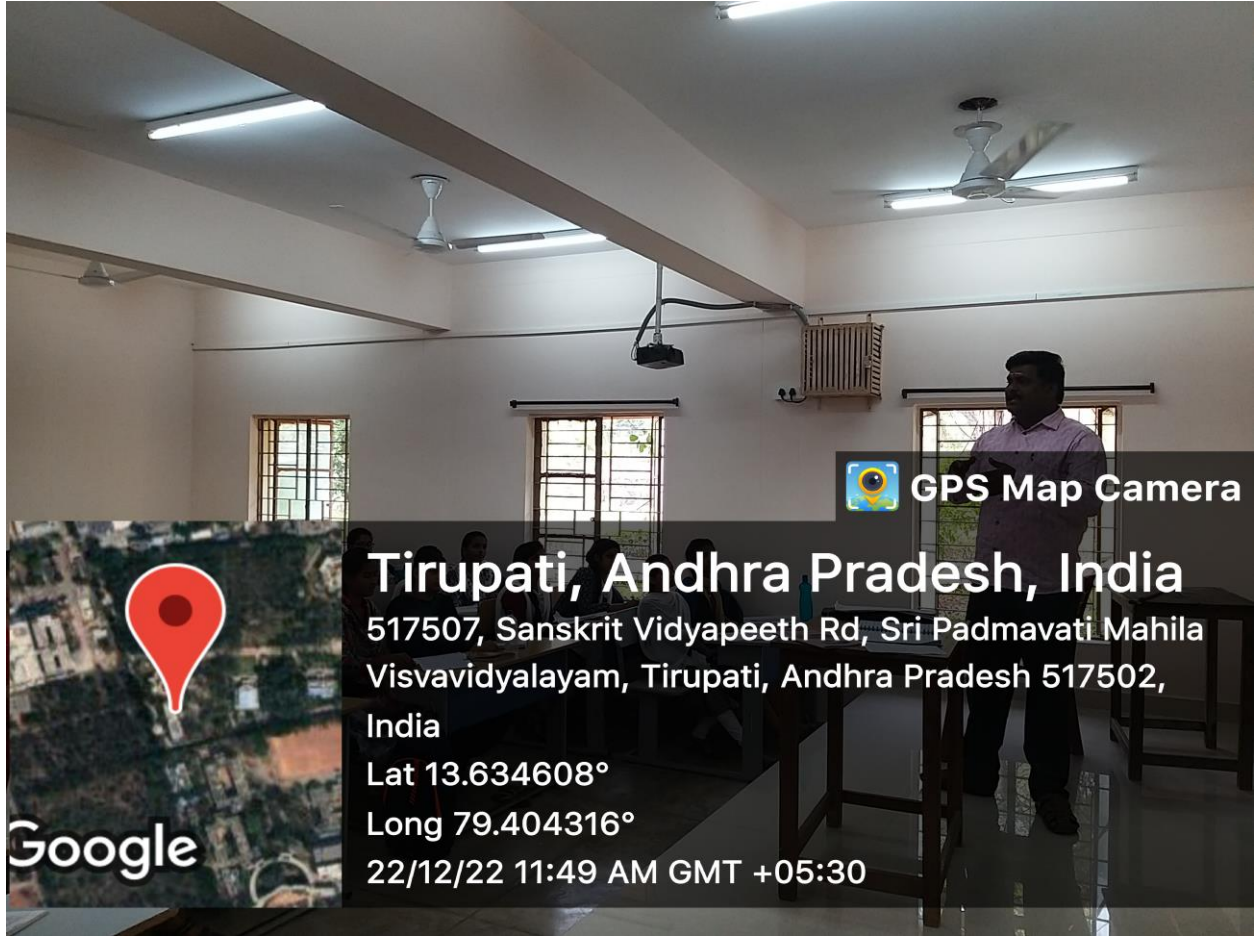 GPS Map Camera
Tirupati, Andhra Pradesh, India
517507, Sanskrit Vidyapeeth Rd, Sri Padmavati Mahila
Visvavidyalayam, Tirupati, Andhra Pradesh 517502,
India
Lat 13.634608°
Long 79.404316°
22/12/22 11:49 AM GMT +05:30
Google